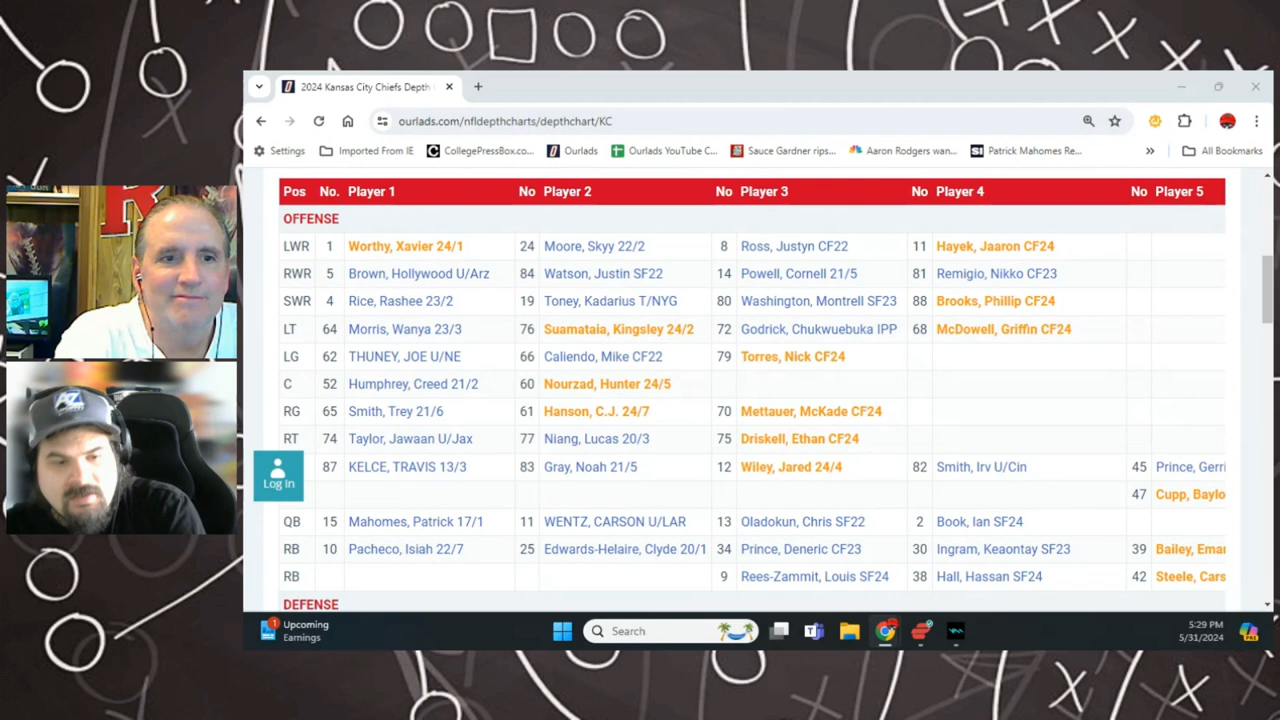 2024 Kansas City Chiefs Depth
ourlads.com/nfldepthcharts/depthchart/KC
Settings Imported From IE CollegePressBox.co... Ourlads Ourlads YouTube C... Sauce Gardner rips... Aaron Rodgers wan... Patrick Mahomes Re... » All Bookmarks
Pos No. Player 1 No Player 2 No Player 3 No Player 4 No Player 5
OFFENSE
LWR 1 Worthy, Xavier 24/1 24 Moore, Skyy 22/2 8 Ross, Justyn CF22 11 Hayek, Jaaron CF24
RWR 5 Brown, Hollywood U/Arz 84 Watson, Justin SF22 14 Powell, Cornell 21/5 81 Remigio, Nikko CF23
SWR 4 Rice, Rashee 23/2 19 Toney, Kadarius T/NYG 80 Washington, Montrell SF23 88 Brooks, Phillip CF24
LT 64 Morris, Wanya 23/3 76 Suamataia, Kingsley 24/2 72 Godrick, Chukwuebuka IPP 68 McDowell, Griffin CF24
LG 62 THUNEY, JOE U/NE 66 Caliendo, Mike CF22 79 Torres, Nick CF24
C 52 Humphrey, Creed 21/2 60 Nourzad, Hunter 24/5
RG 65 Smith, Trey 21/6 61 Hanson, C.J. 24/7 70 Mettauer, McKade CF24
RT 74 Taylor, Jawaan U/Jax 77 Niang, Lucas 20/3 75 Driskell, Ethan CF24
87 KELCE, TRAVIS 13/3 83 Gray, Noah 21/5 12 Wiley, Jared 24/4 82 Smith, Irv U/Cin 45 Prince, Gerri
Log In
47 Cupp, Baylo
QB 15 Mahomes, Patrick 17/1 11 WENTZ, CARSON U/LAR 13 Oladokun, Chris SF22 2 Book, Ian SF24
RB 10 Pacheco, Isiah 22/7 25 Edwards-Helaire, Clyde 20/1 34 Prince, Deneric CF23 30 Ingram, Keaontay SF23 39 Bailey, Emar
RB 9 Rees-Zammit, Louis SF24 38 Hall, Hassan SF24 42 Steele, Cars
DEFENSE
1 Upcoming
Earnings
Search
5:29 PM
5/31/2024